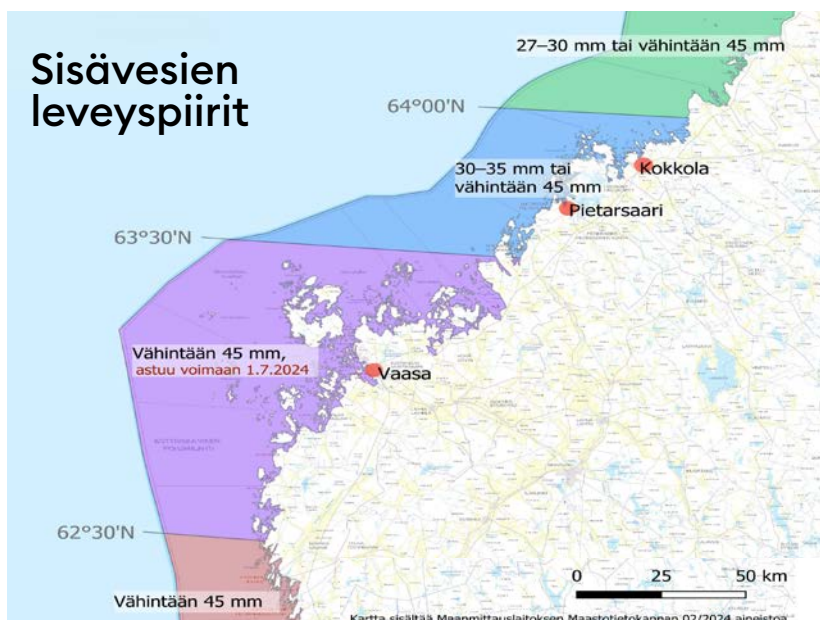 Sisävesien
leveyspiirit
27–30 mm tai vähintään 45 mm
64°00'N
30–35 mm tai
vähintään 45 mm
Kokkola
Pietarsaari
63°30'N
Vähintään 45 mm,
astuu voimaan 1.7.2024
Vaasa
62°30'N
Vähintään 45 mm
0 25 50 km
Kartta sisältää Maanmittauslaitoksen Maastotietokannan 02/2024 aineistoa